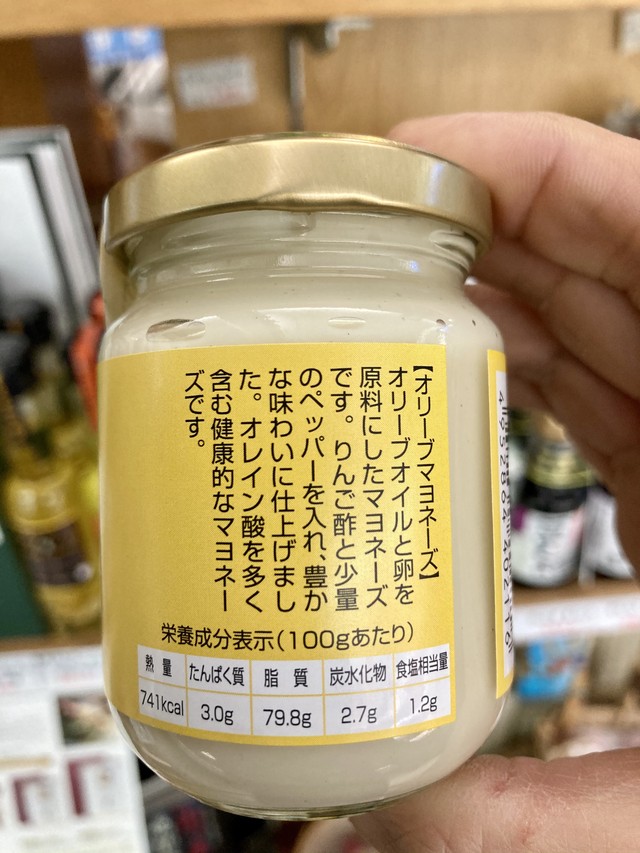 【オリーブマヨネーズ】
オリーブオイルと卵を
原料にしたマヨネーズ
です。りんご酢と少量
のペッパーを入れ、豊か
な味わいに仕上げまし
た。オレイン酸を多く
含む健康的なマヨネー
ズです。
栄養成分表示(100gあたり)
熱量 たんぱく質 脂質 炭水化物 食塩相当量
741kcal 3.0g 79.8g 2.7g 1.2g